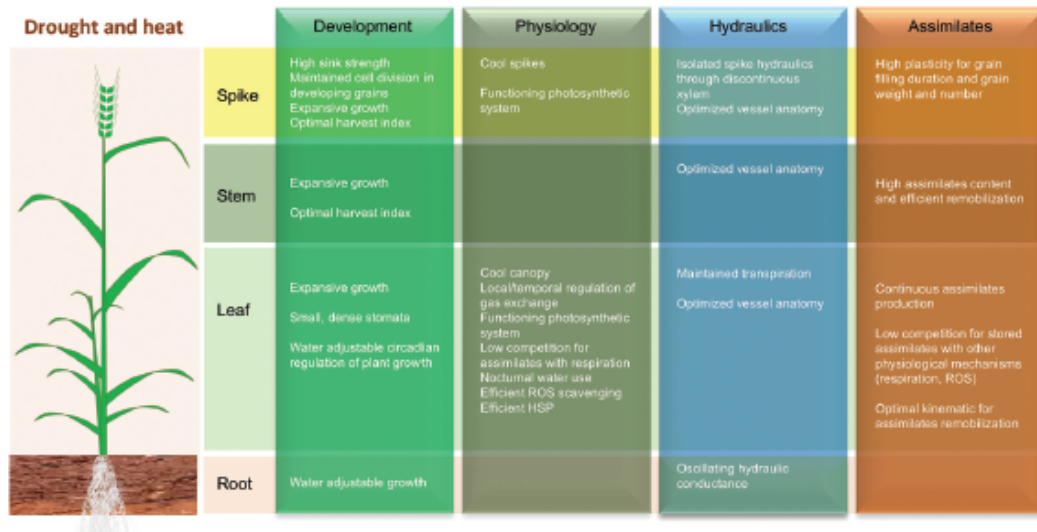 Drought and heat
Development
Physiology
Hydraulics
Assimilates
Spike
High sink strength
Maintained cell division in
developing grains
Expansive growth
Optimal harvest index
Cool spikes
Functioning photosynthetic
system
Isolated spike hydraulics
through discontinuous
xylem
Optimized vessel anatomy
High plasticity for grain
filling duration and grain
weight and number
Stem
Expansive growth
Optimal harvest index
Optimized vessel anatomy
High assimilates content
and efficient remobilization
Leaf
Expansive growth
Small, dense stomata
Water adjustable circadian
regulation of plant growth
Cool canopy
Local/temporal regulation of
gas exchange
Functioning photosynthetic
system
Low competition for
assimilates with respiration
Nocturnal water use
Efficient ROS scavenging
Efficient HSP
Maintained transpiration
Optimized vessel anatomy
Continuous assimilates
production
Low competition for stored
assimilates with other
physiological mechanisms
(respiration, ROS)
Optimal kinematic for
assimilates remobilization
Root
Water adjustable growth
Oscillating hydraulic
conductance